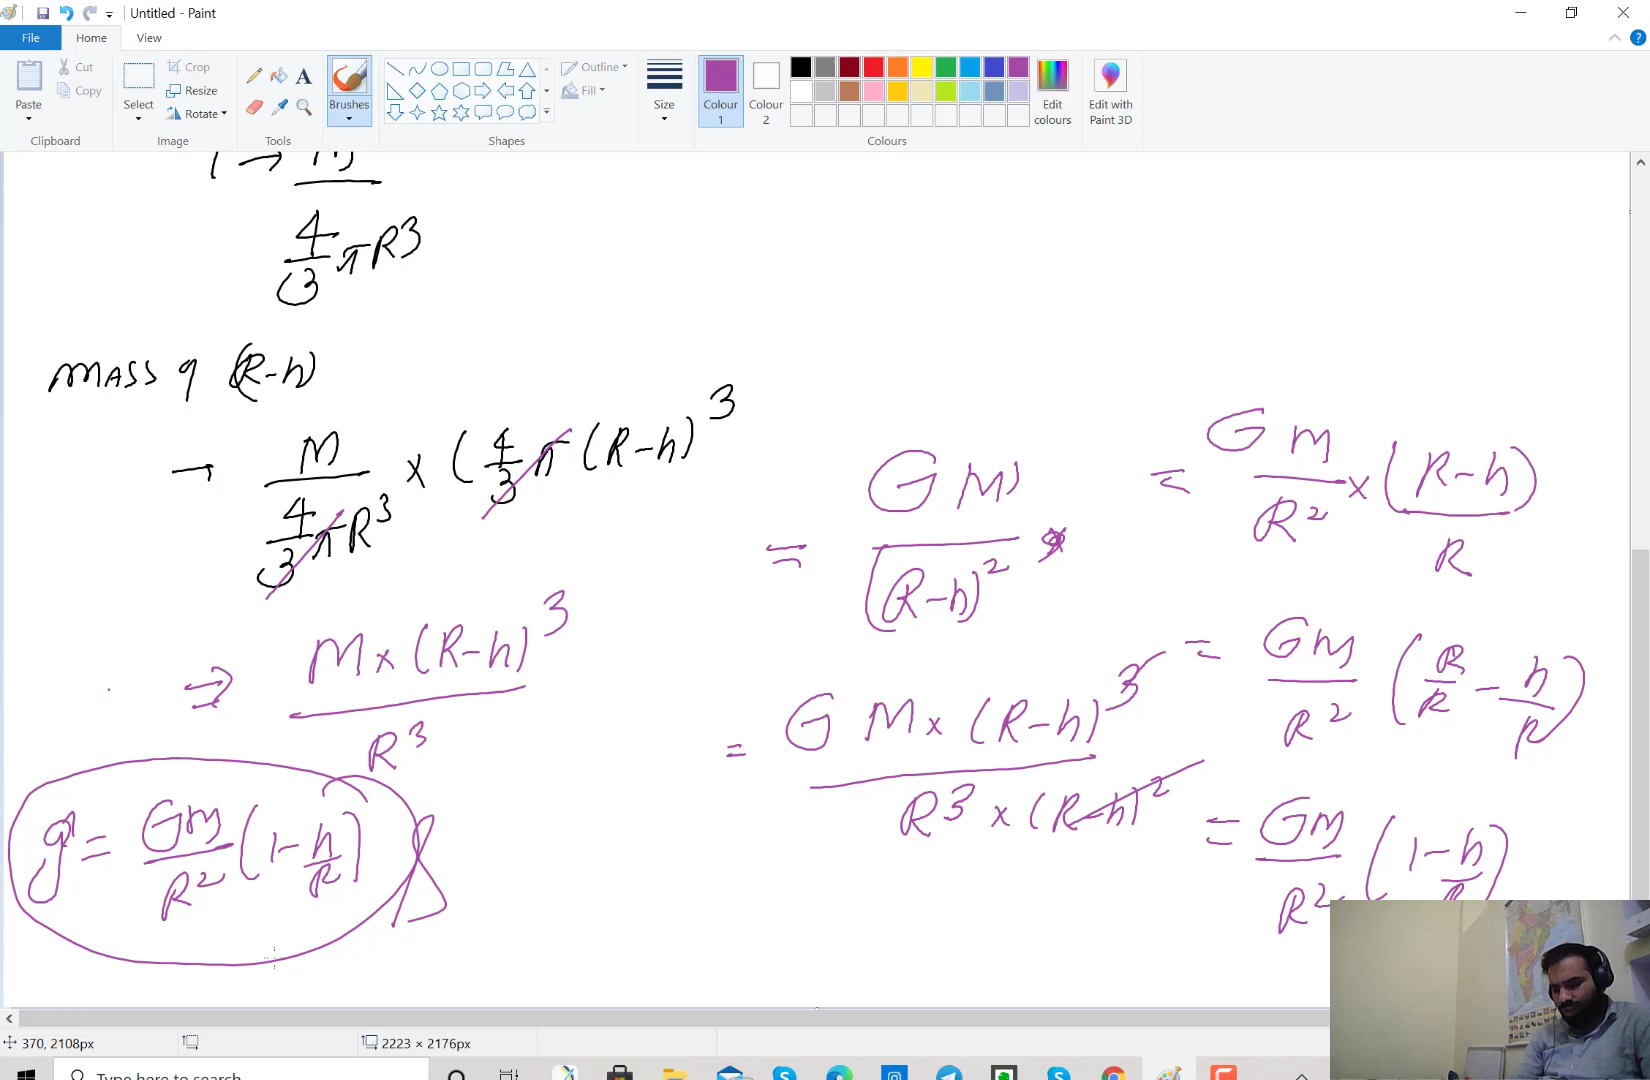 Untitled - Paint
File Home View
Paste
Cut
Copy
Clipboard
Select
Crop
Resize
Rotate
Image
Tools
Brushes
Shapes
Outline
Fill
Size
Colour 1
Colour 2
Edit colours
Edit with Paint 3D
Colours
4/3 πR³
MASS of (R-h)
→ M / (4/3 πR³) × (4/3 π (R-h)³
⇒ M × (R-h)³ / R³
g' = GM/R² (1 - h/R)
= GM / (R-h)²
= GM × (R-h)³ / R³ × (R-h)²
= GM/R² × (R-h)/R
= GM/R² (R/R - h/R)
= GM/R² (1 - h/R)
370, 2108px
2223 × 2176px
Type here to search